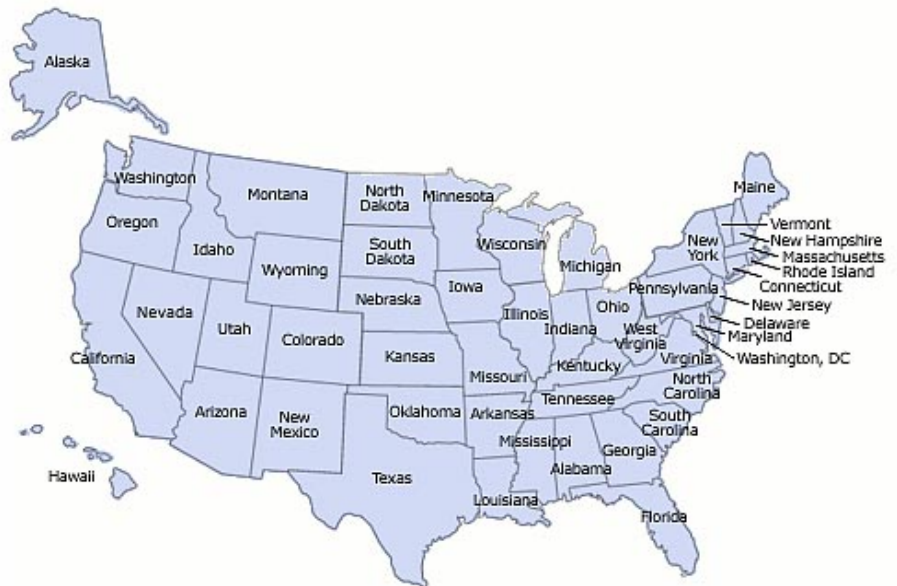 Alaska
Washington
Montana
North
Dakota
Minnesota
Maine
Oregon
Idaho
Wyoming
South
Dakota
Wisconsin
Michigan
New
York
Vermont
New Hampshire
Massachusetts
Rhode Island
Connecticut
Nevada
Utah
Colorado
Nebraska
Iowa
Illinois
Indiana
Ohio
Pennsylvania
New Jersey
Delaware
Maryland
Washington, DC
California
Kansas
Missouri
Kentucky
West
Virginia
Virginia
Arizona
New
Mexico
Oklahoma
Arkansas
Tennessee
North
Carolina
South
Carolina
Hawaii
Texas
Louisiana
Mississippi
Alabama
Georgia
Florida